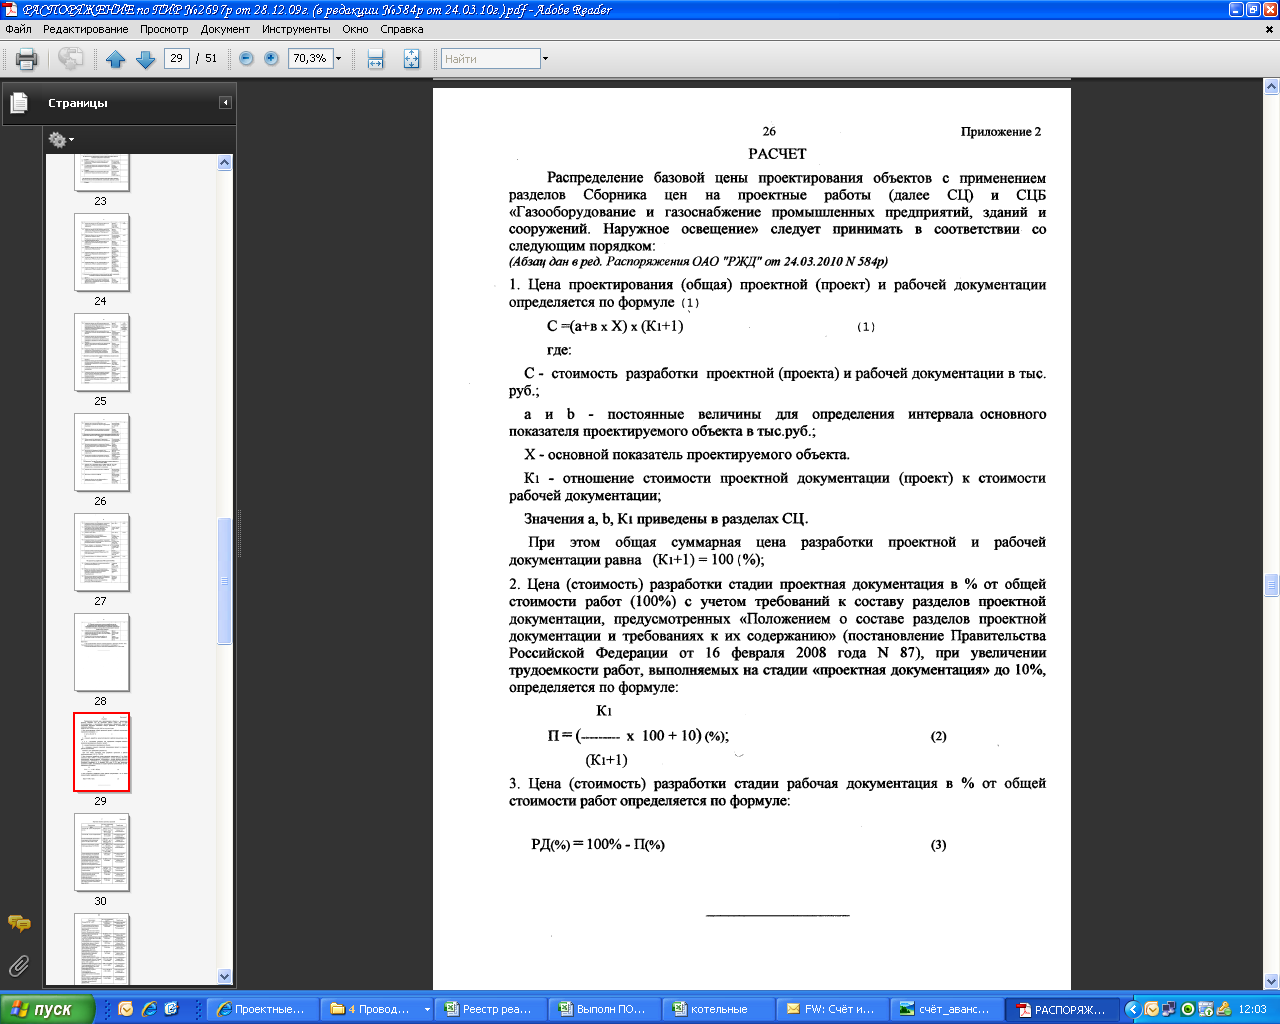 РАСПОРЯЖЕНИЕ по ПИР №2697р от 28.12.09г. (в редакции №584р от 24.03.10г.).pdf - Adobe Reader
Файл Редактирование Просмотр Документ Инструменты Окно Справка
29 / 51 70,3% Найти
Страницы
23
24
25
26
27
28
29
30
26 Приложение 2
РАСЧЕТ
Распределение базовой цены проектирования объектов с применением
разделов Сборника цен на проектные работы (далее СЦ) и СЦБ
«Газооборудование и газоснабжение промышленных предприятий, зданий и
сооружений. Наружное освещение» следует принимать в соответствии со
следующим порядком:
(Абзац дан в ред. Распоряжения ОАО "РЖД" от 24.03.2010 N 584р)
1. Цена проектирования (общая) проектной (проект) и рабочей документации
определяется по формуле (1)
С =(а+в х Х) х (К1+1) (1)
где:
С - стоимость разработки проектной (проекта) и рабочей документации в тыс.
руб.;
а и b - постоянные величины для определения интервала основного
показателя проектируемого объекта в тыс.руб.;
Х - основной показатель проектируемого объекта.
К1 - отношение стоимости проектной документации (проект) к стоимости
рабочей документации;
Значения а, b, К1 приведены в разделах СЦ.
При этом общая суммарная цена разработки проектной и рабочей
документации равна (К1+1) = 100 (%);
2. Цена (стоимость) разработки стадии проектная документация в % от общей
стоимости работ (100%) с учетом требований к составу разделов проектной
документации, предусмотренных «Положением о составе разделов проектной
документации и требованиях к их содержанию» (постановление Правительства
Российской Федерации от 16 февраля 2008 года N 87), при увеличении
трудоемкости работ, выполняемых на стадии «проектная документация» до 10%,
определяется по формуле:
К1
П = (--------- х 100 + 10) (%); (2)
(К1+1)
3. Цена (стоимость) разработки стадии рабочая документация в % от общей
стоимости работ определяется по формуле:
РД(%) = 100% - П(%) (3)
пуск Проектные... 4 Провод... Реестр реа... Выполн ПО... котельные FW: Счёт и... счёт_аванс... РАСПОРЯЖ... 12:03